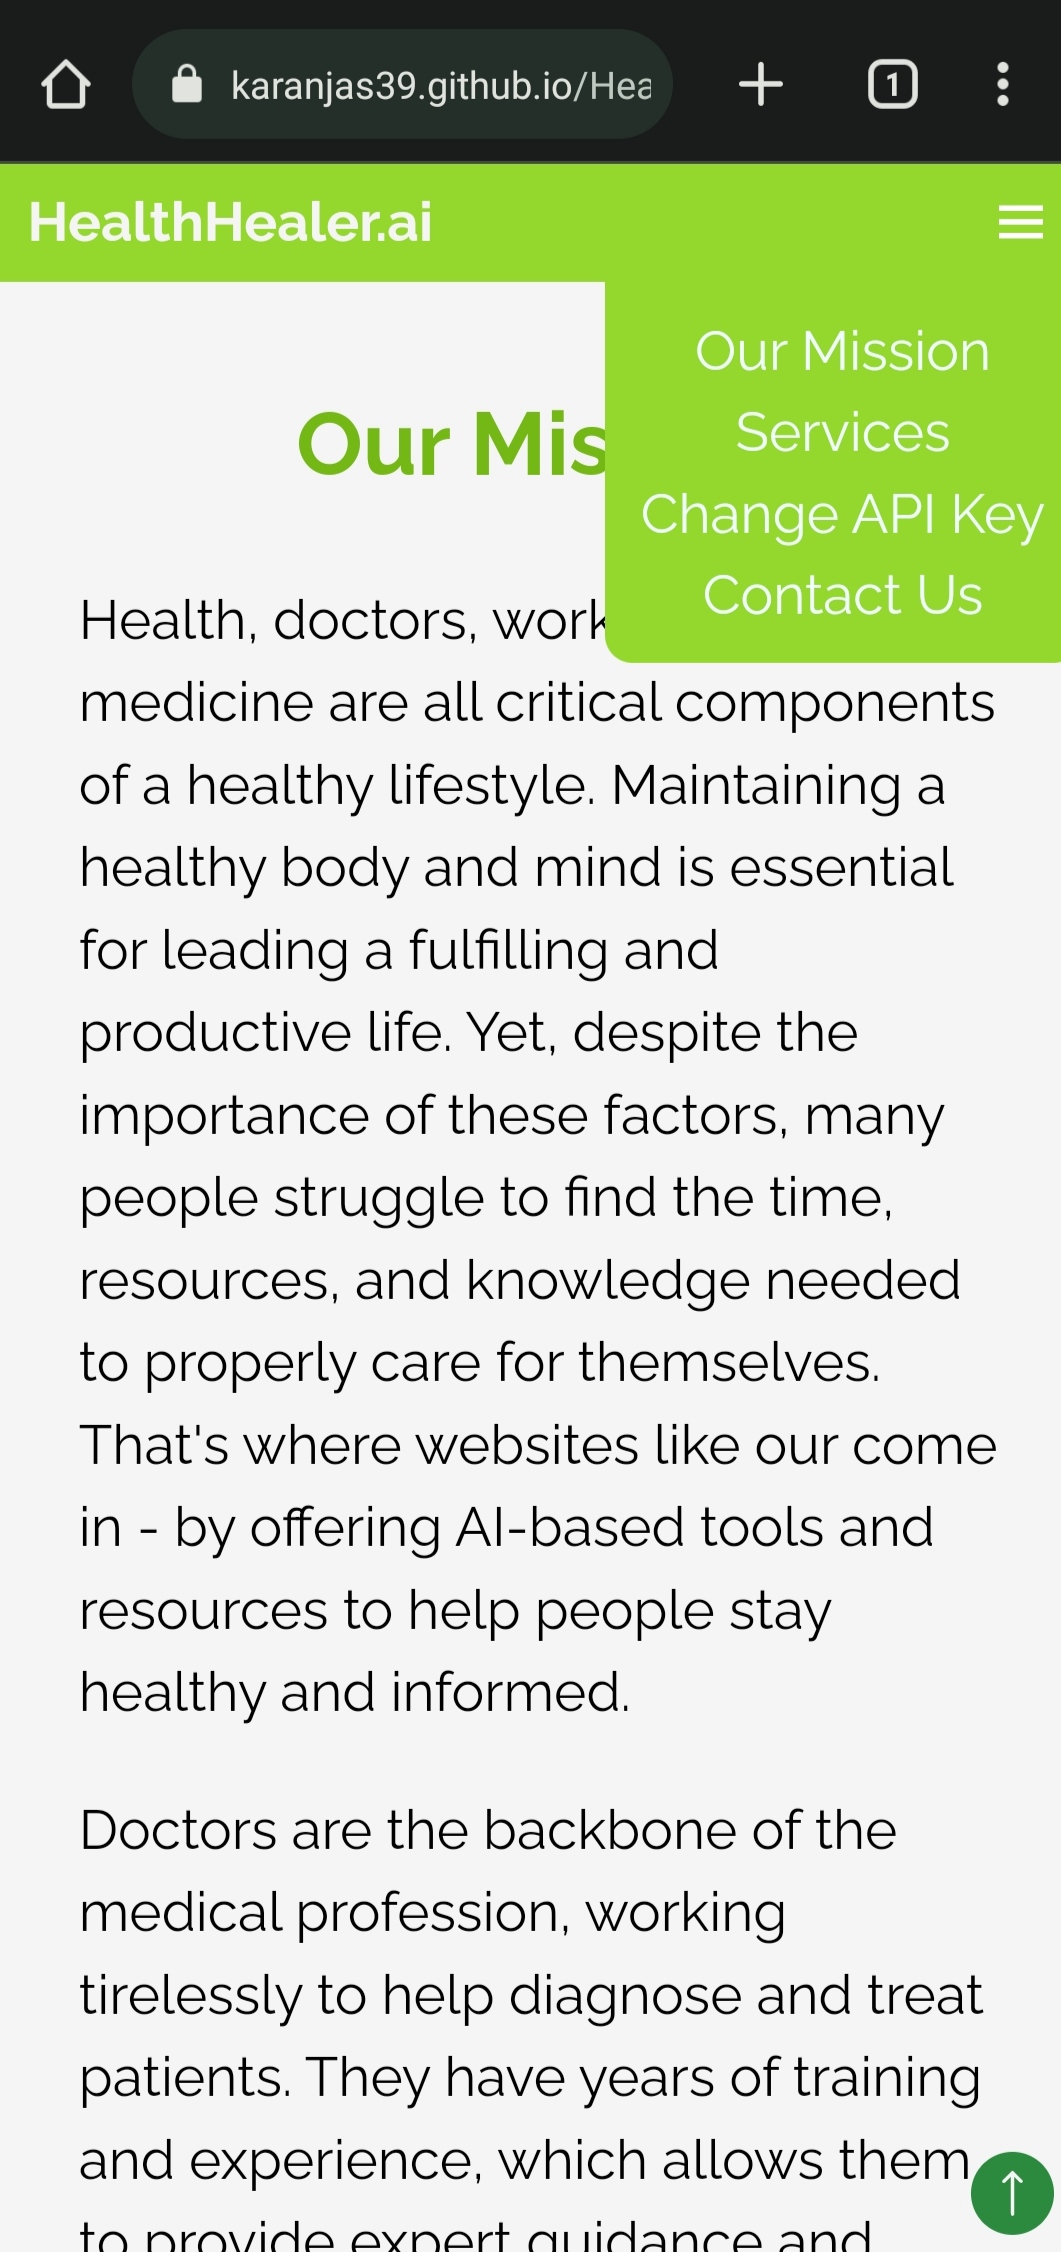 karanjas39.github.io/Hea
1
HealthHealer.ai
Our Mission
Services
Change API Key
Contact Us
Our Mis
Health, doctors, work
medicine are all critical components
of a healthy lifestyle. Maintaining a
healthy body and mind is essential
for leading a fulfilling and
productive life. Yet, despite the
importance of these factors, many
people struggle to find the time,
resources, and knowledge needed
to properly care for themselves.
That's where websites like our come
in - by offering AI-based tools and
resources to help people stay
healthy and informed.
Doctors are the backbone of the
medical profession, working
tirelessly to help diagnose and treat
patients. They have years of training
and experience, which allows them
to provide expert guidance and